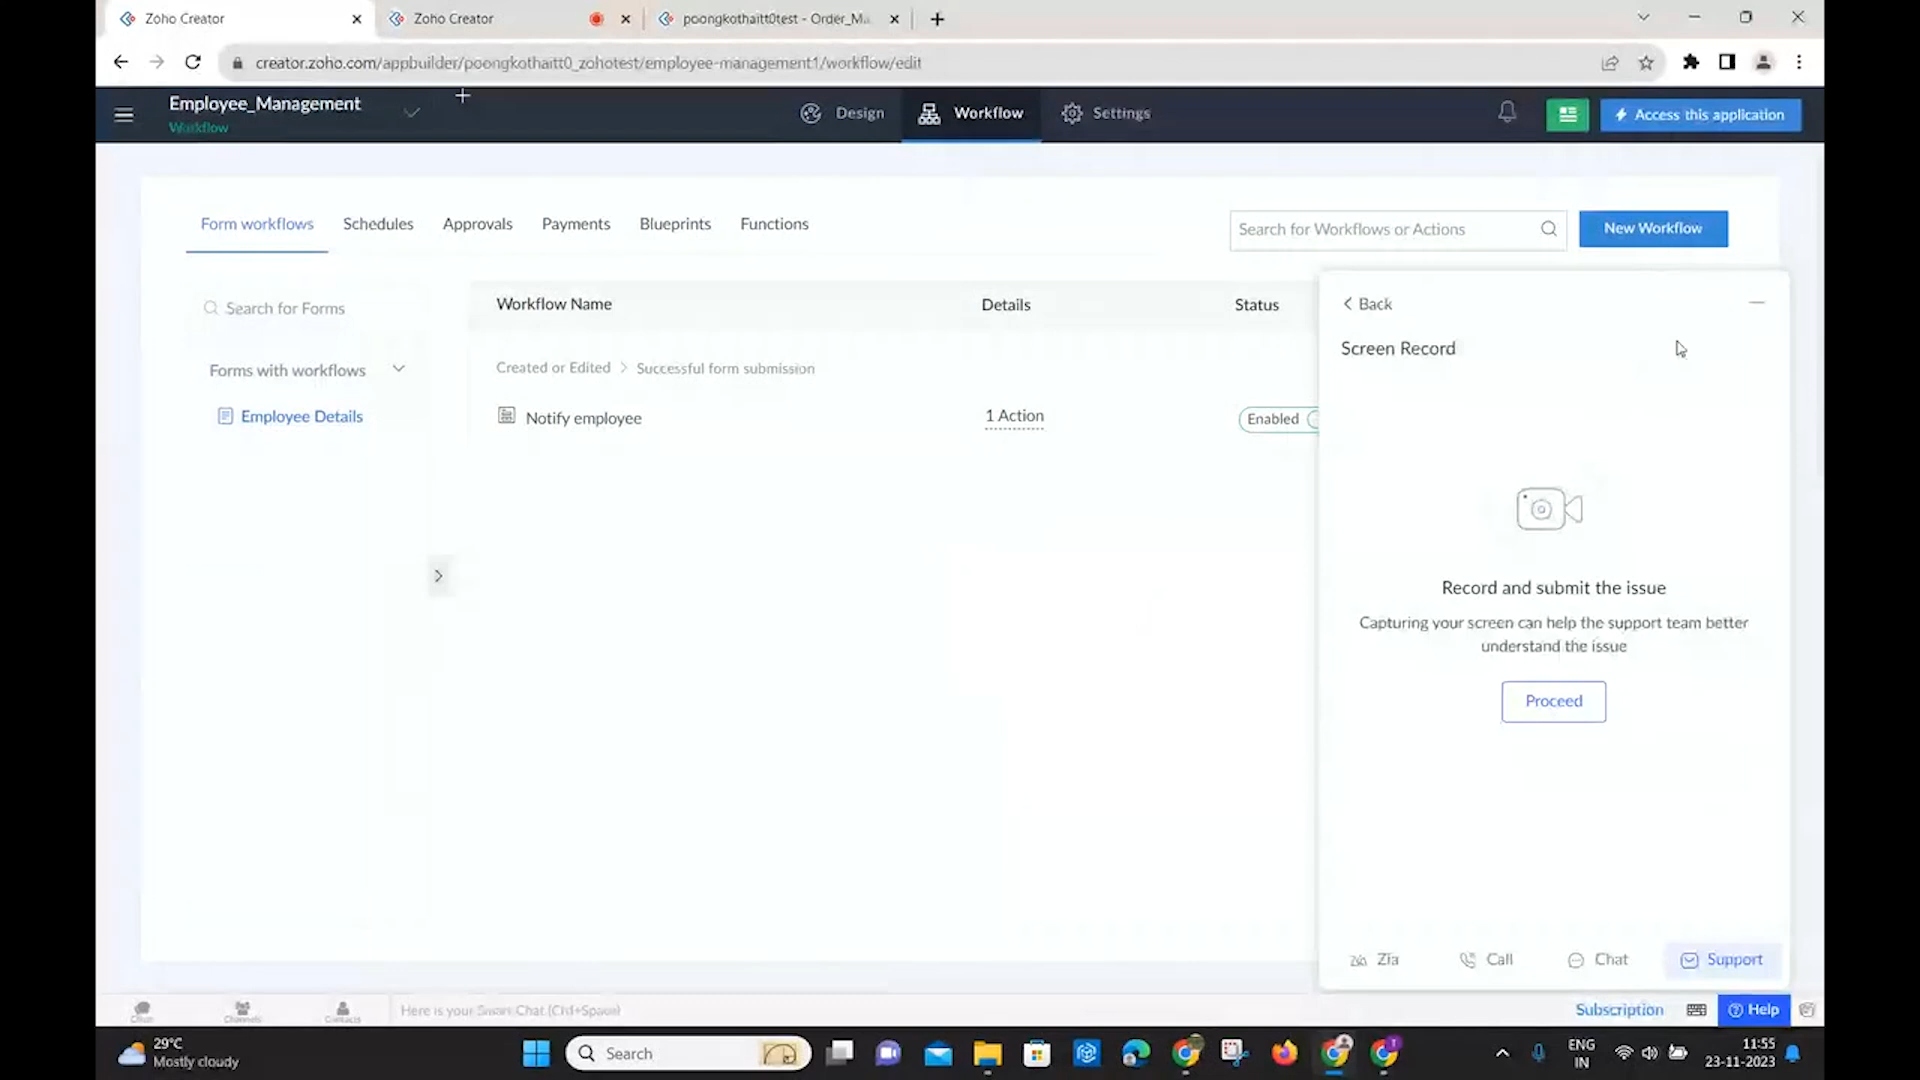 Zoho Creator
Zoho Creator
poongkothaitt0test - Order_Ma
creator.zoho.com/appbuilder/poongkothaitt0_zohotest/employee-management1/workflow/edit
Employee_Management
Workflow
Design
Workflow
Settings
Access this application
Form workflows
Schedules
Approvals
Payments
Blueprints
Functions
Search for Workflows or Actions
New Workflow
Search for Forms
Workflow Name
Details
Status
Back
Screen Record
Forms with workflows
Created or Edited > Successful form submission
Employee Details
Notify employee
1 Action
Enabled
Record and submit the issue
Capturing your screen can help the support team better
understand the issue
Proceed
Zia
Call
Chat
Support
Chats
Channels
Contacts
Here is your Smart Chat (Ctrl+Space)
Subscription
Help
29°C
Mostly cloudy
Search
ENG
IN
11:55
23-11-2023